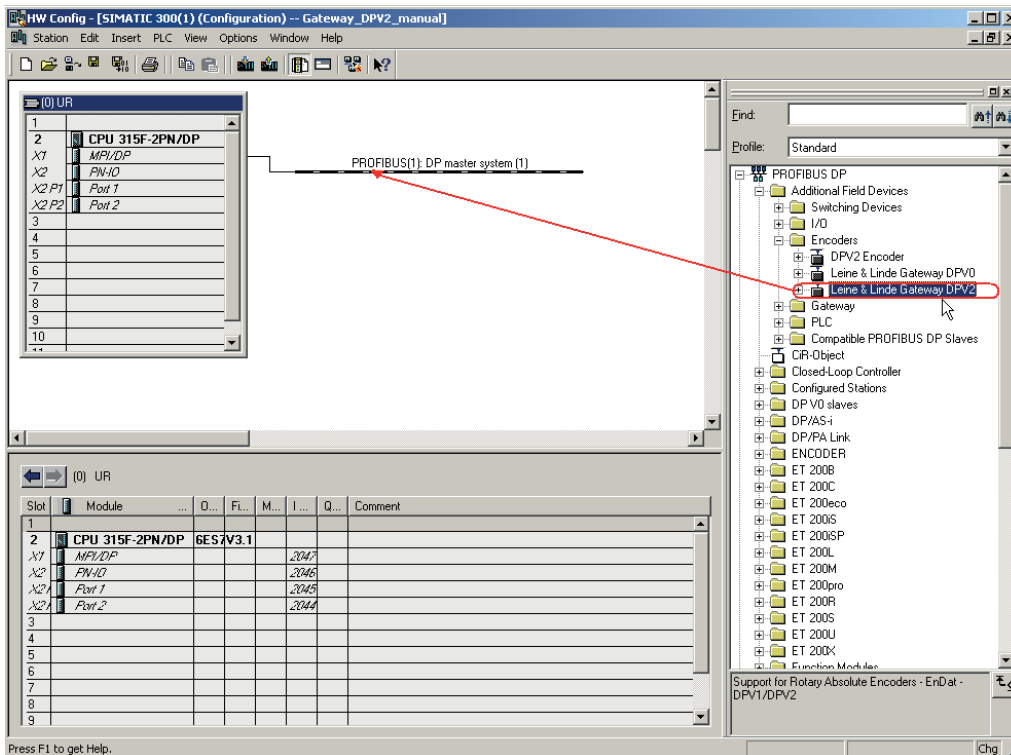 HW Config - [SIMATIC 300(1) (Configuration) -- Gateway_DPV2_manual]
Station Edit Insert PLC View Options Window Help
(0) UR
1
2 CPU 315F-2PN/DP
X1 MPI/DP
X2 PN-IO
X2 P1 Port 1
X2 P2 Port 2
3
4
5
6
7
8
9
10
11
PROFIBUS(1): DP master system (1)
Find:
Profile: Standard
PROFIBUS DP
Additional Field Devices
Switching Devices
I/O
Encoders
DPV2 Encoder
Leine & Linde Gateway DPV0
Leine & Linde Gateway DPV2
Gateway
PLC
Compatible PROFIBUS DP Slaves
CiR-Object
Closed-Loop Controller
Configured Stations
DP V0 slaves
DP/AS-i
DP/PA Link
ENCODER
ET 200B
ET 200C
ET 200eco
ET 200iS
ET 200iSP
ET 200L
ET 200M
ET 200pro
ET 200R
ET 200S
ET 200U
ET 200X
Function Modules
Support for Rotary Absolute Encoders - EnDat -
DPV1/DPV2
(0) UR
Slot Module ... O... Fi... M... I ... Q... Comment
1
2 CPU 315F-2PN/DP 6ES7 V3.1
X1 MPI/DP 2047
X2 PN-IO 2046
X2 Port 1 2045
X2 Port 2 2044
3
4
5
6
7
8
9
Press F1 to get Help.
Chg